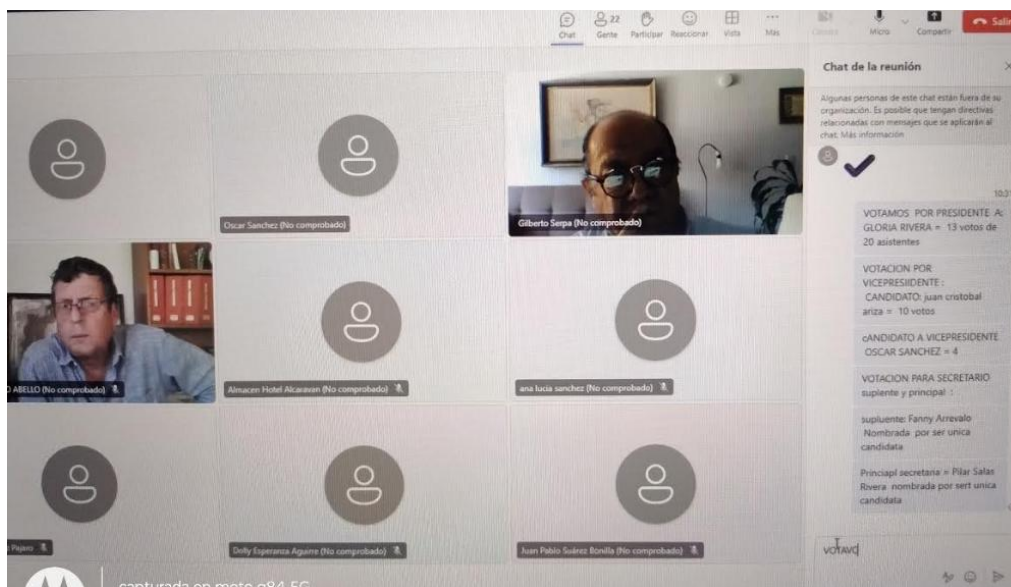 Chat
22
Gente
Participar
Reaccionar
Vista
Más
Cámara
Micro
Compartir
Salir
Chat de la reunión
Algunas personas de este chat están fuera de su
organización. Es posible que tengan directivas
relacionadas con mensajes que se aplicarán al
chat. Más información
VOTAMOS POR PRESIDENTE A:
GLORIA RIVERA = 13 votos de
20 asistentes
VOTACION POR
VICEPRESIIDENTE :
CANDIDATO: juan cristobal
ariza = 10 votos
cANDIDATO A VICEPRESIDENTE
OSCAR SANCHEZ = 4
VOTACION PARA SECRETARIO
supiente y principal :
supluente: Fanny Arrevalo
Nombrada por ser unica
candidata
Princiapl secretaria = Pilar Salas
Rivera nombrada por sert unica
candidata
VOTAVO
Oscar Sanchez (No comprobado)
Gilberto Serpa (No comprobado)
ABELLO (No comprobado)
Almacen Hotel Alcaravan (No comprobado)
ana lucia sanchez (No comprobado)
Pajaro
Dolly Esperanza Aguirre (No comprobado)
Juan Pablo Suárez Bonilla (No comprobado)
capturada en moto g84 5G